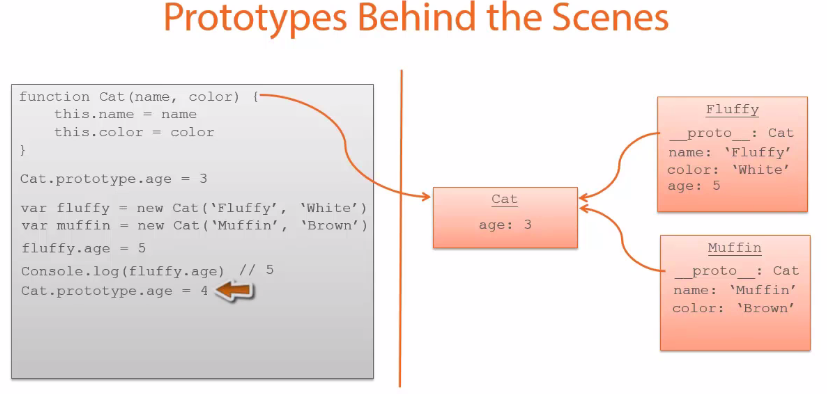 Prototypes Behind the Scenes
function Cat(name, color) {
    this.name = name
    this.color = color
}
Cat.prototype.age = 3
var fluffy = new Cat(‘Fluffy’, ‘White’)
var muffin = new Cat(‘Muffin’, ‘Brown’)
fluffy.age = 5
Console.log(fluffy.age) // 5
Cat.prototype.age = 4
Cat
age: 3
Fluffy
__proto__: Cat
name: ‘Fluffy’
color: ‘White’
age: 5
Muffin
__proto__: Cat
name: ‘Muffin’
color: ‘Brown’